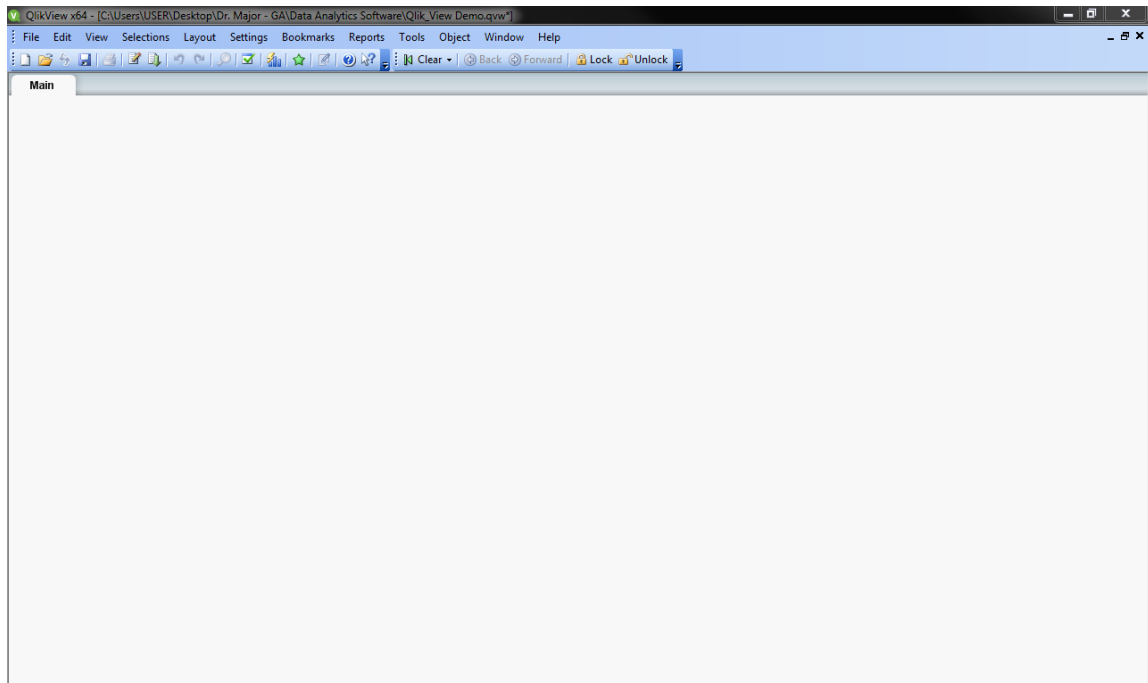 QlikView x64 - [C:\Users\USER\Desktop\Dr. Major - GA\Data Analytics Software\Qlik_View Demo.qvw*]
File Edit View Selections Layout Settings Bookmarks Reports Tools Object Window Help
Clear Back Forward Lock Unlock
Main